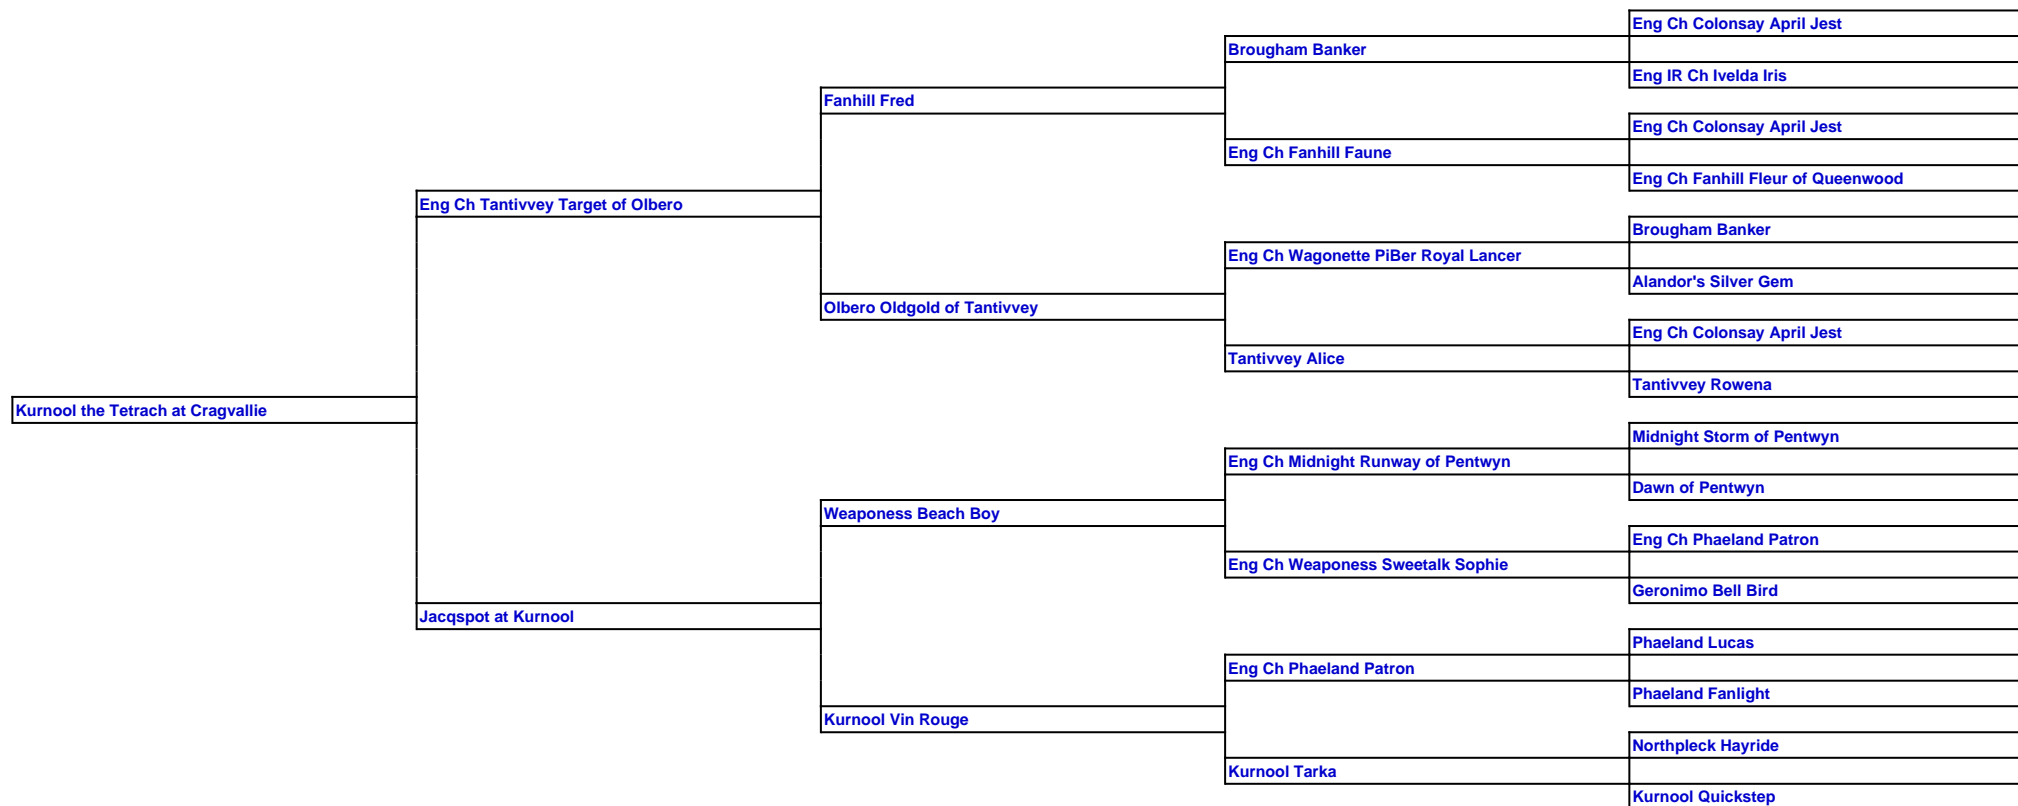 Eng Ch Colonsay April Jest
Brougham Banker
Eng IR Ch Ivelda Iris
Fanhill Fred
Eng Ch Colonsay April Jest
Eng Ch Fanhill Faune
Eng Ch Fanhill Fleur of Queenwood
Eng Ch Tantivvey Target of Olbero
Brougham Banker
Eng Ch Wagonette PiBer Royal Lancer
Alandor's Silver Gem
Olbero Oldgold of Tantivvey
Eng Ch Colonsay April Jest
Tantivvey Alice
Tantivvey Rowena
Kurnool the Tetrach at Cragvallie
Midnight Storm of Pentwyn
Eng Ch Midnight Runway of Pentwyn
Dawn of Pentwyn
Weaponess Beach Boy
Eng Ch Phaeland Patron
Eng Ch Weaponess Sweetalk Sophie
Geronimo Bell Bird
Jacqspot at Kurnool
Phaeland Lucas
Eng Ch Phaeland Patron
Phaeland Fanlight
Kurnool Vin Rouge
Northpleck Hayride
Kurnool Tarka
Kurnool Quickstep